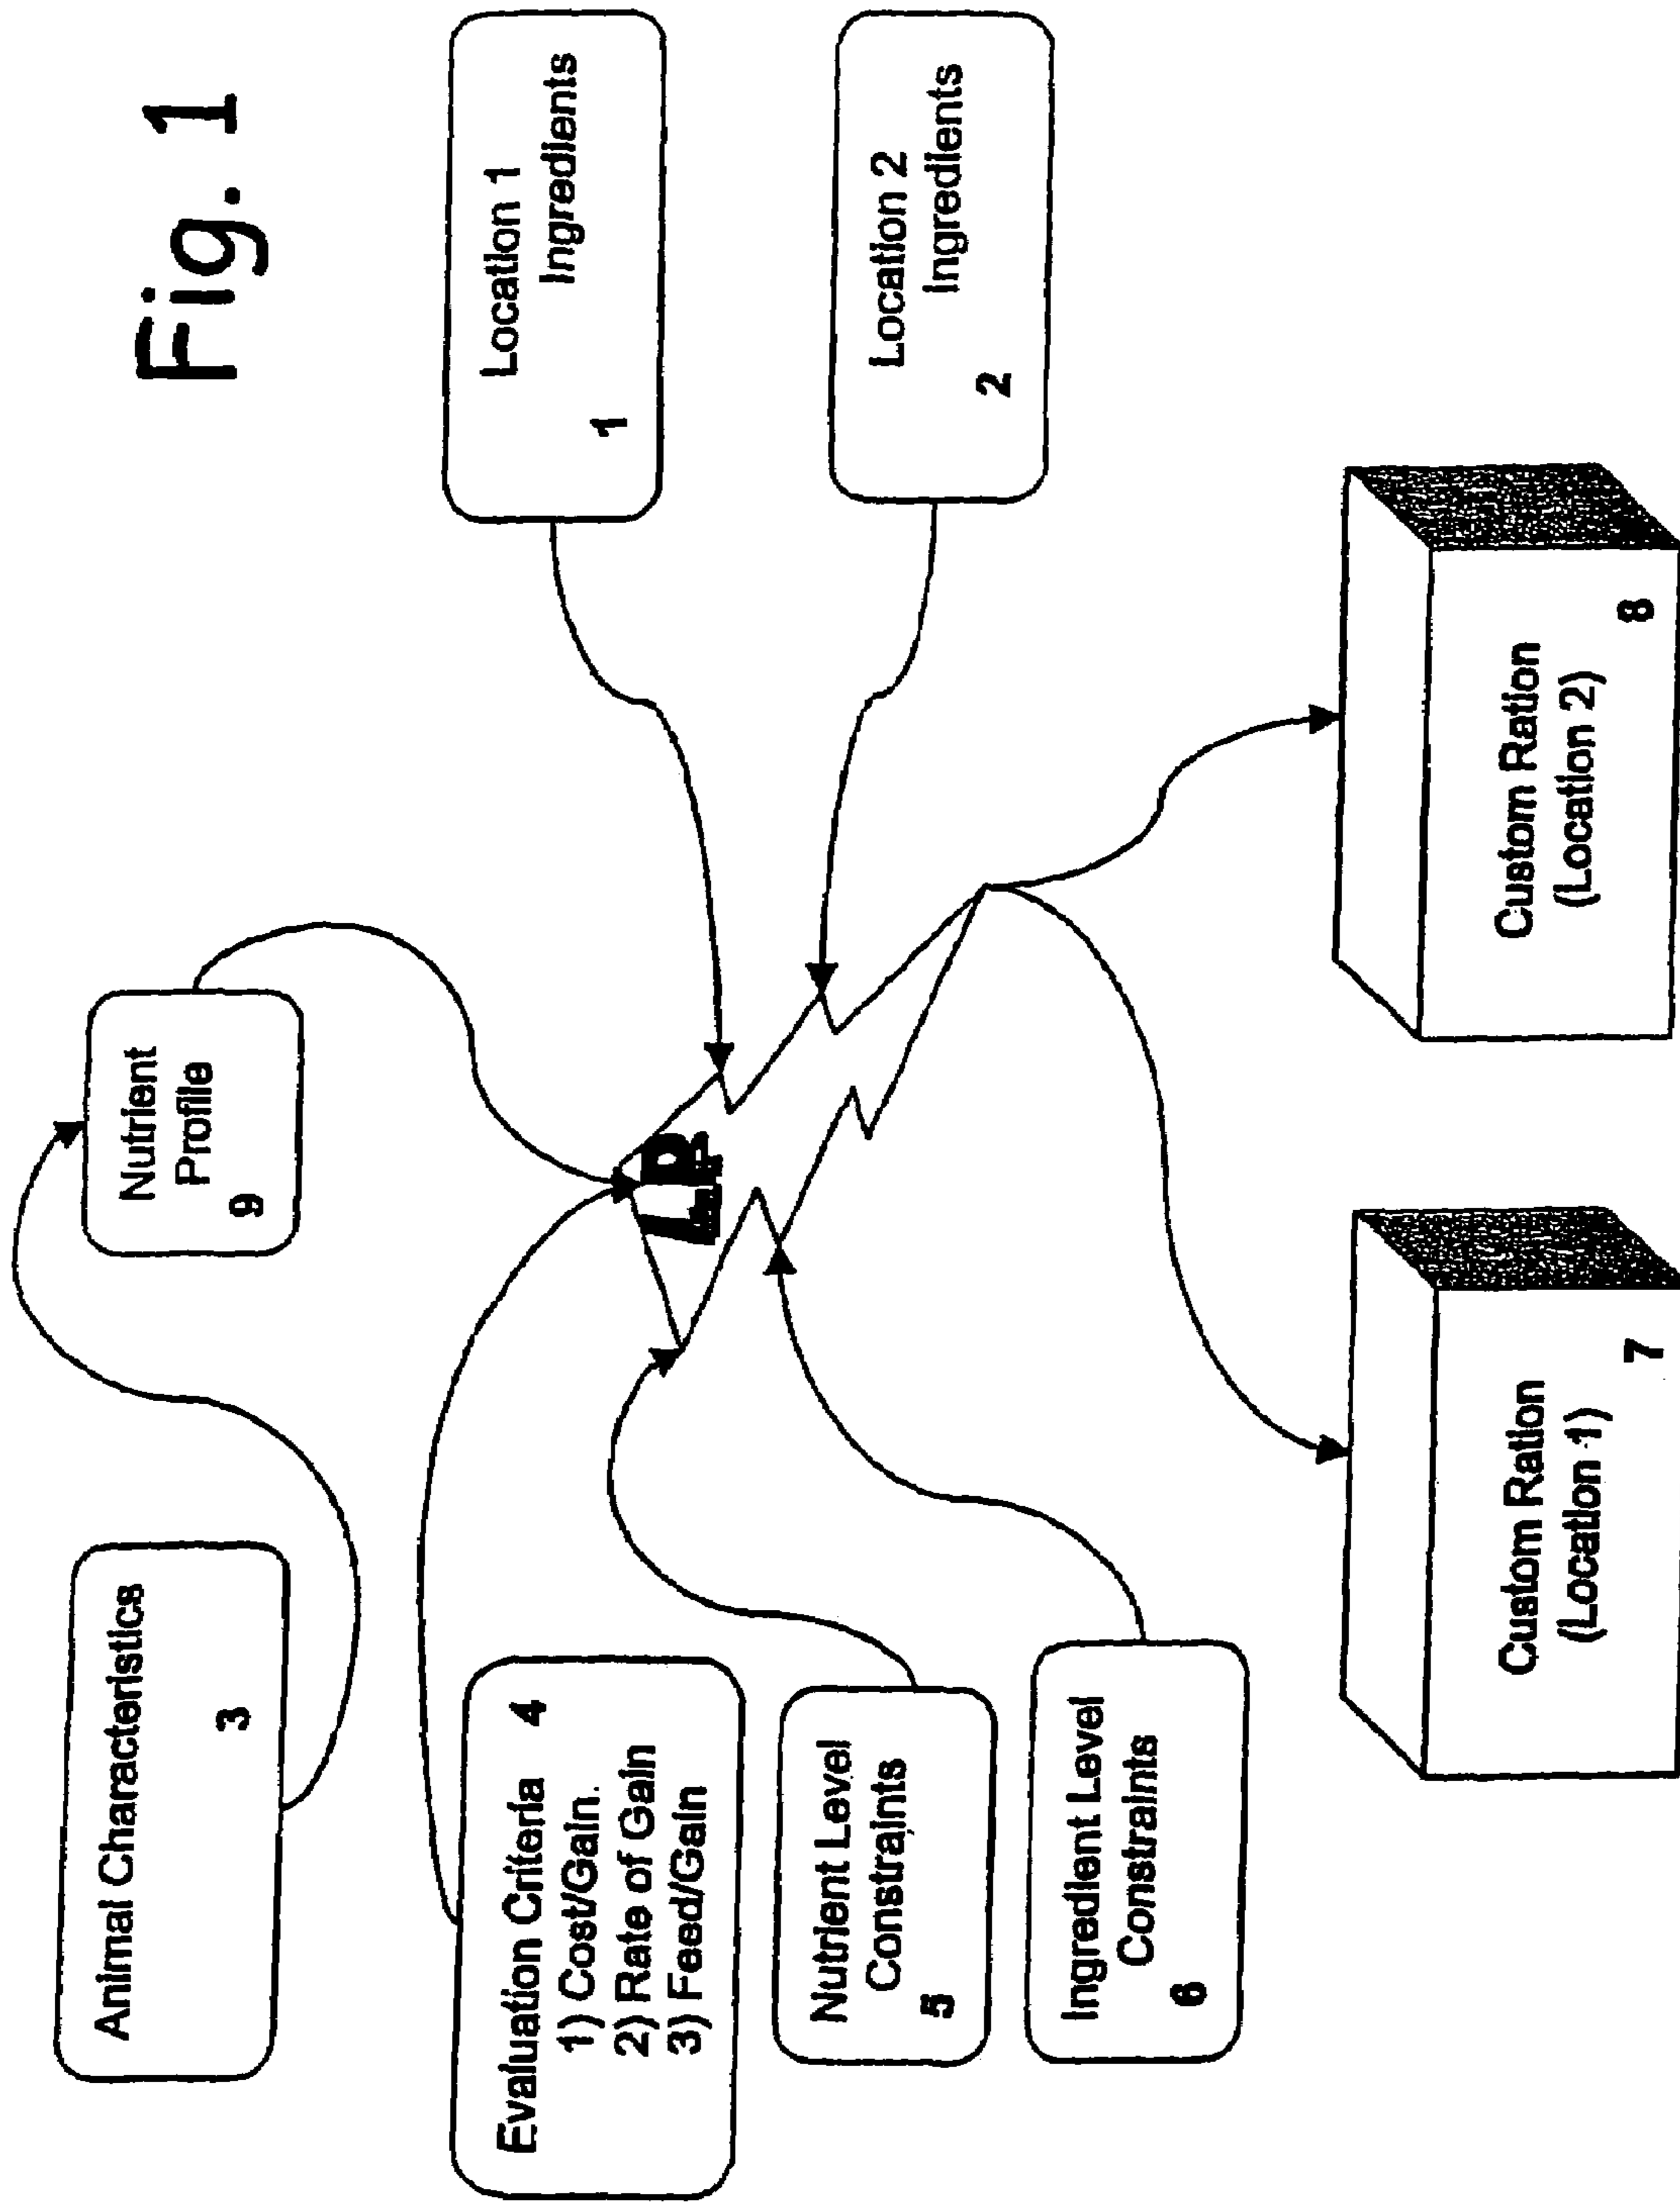 Fig. 1
Animal Characteristics
3
Nutrient
Profile
9
Evaluation Criteria 4
1) Cost/Gain.
2) Rate of Gain
3) Feed/Gain
Nutrient Level
Constraints
5
Ingredient Level
Constraints
6
LP
Location 1
Ingredients
1
Location 2
Ingredients
2
Custom Ration
(Location 1)
7
Custom Ration
(Location 2)
8